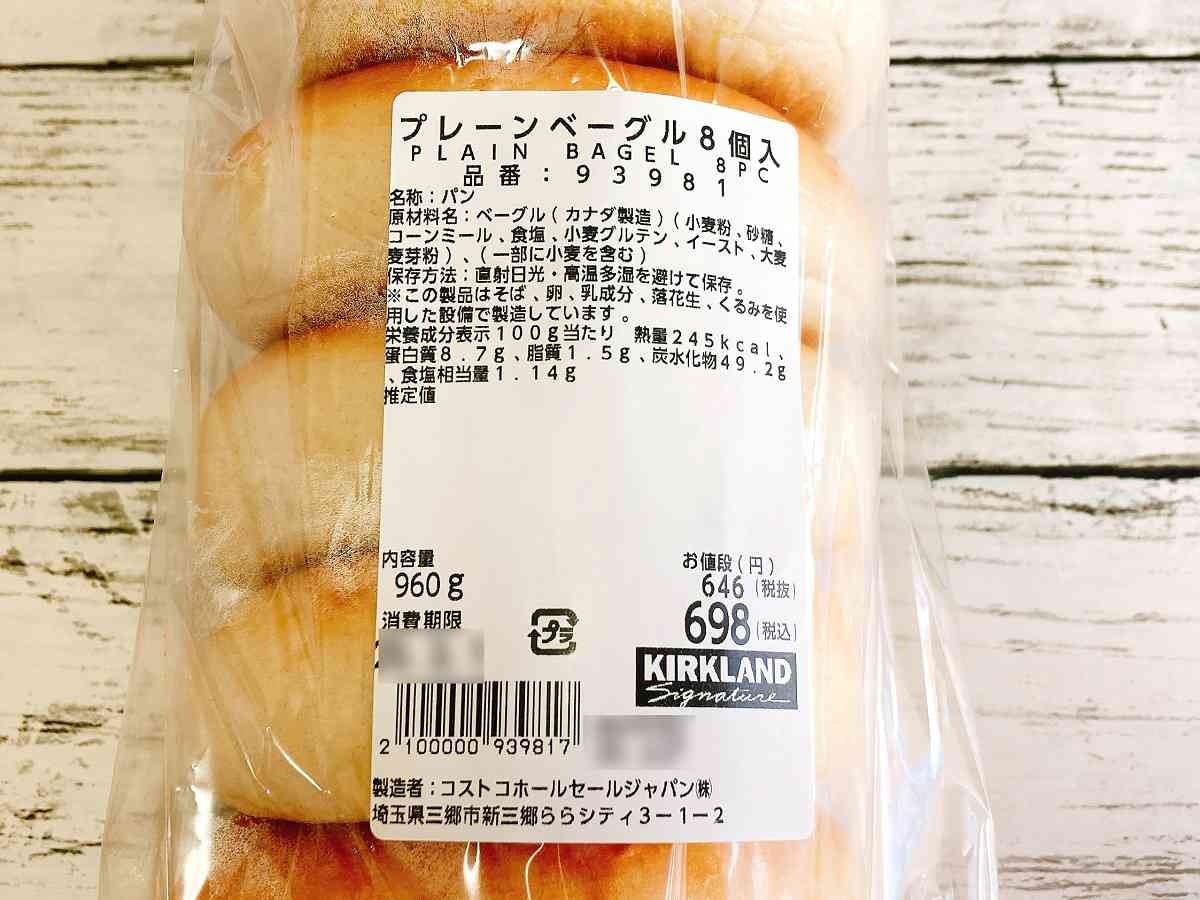 プレーンベーグル8個入
PLAIN BAGEL 8PC
品番:93981
名称:パン
原材料名:ベーグル(カナダ製造)(小麦粉、砂糖、
コーンミール、食塩、小麦グルテン、イースト、大麦
麦芽粉)、(一部に小麦を含む)
保存方法:直射日光・高温多湿を避けて保存。
※この製品はそば、卵、乳成分、落花生、くるみを使
用した設備で製造しています。
栄養成分表示100g当たり 熱量245kcal、
蛋白質8.7g、脂質1.5g、炭水化物49.2g
、食塩相当量1.14g
推定値
内容量
960g
お値段(円)
646(税抜)
消費期限
プラ
698(税込)
KIRKLAND
Signature
2 100000 939817
製造者:コストコホールセールジャパン㈱
埼玉県三郷市新三郷ららシティ3-1-2